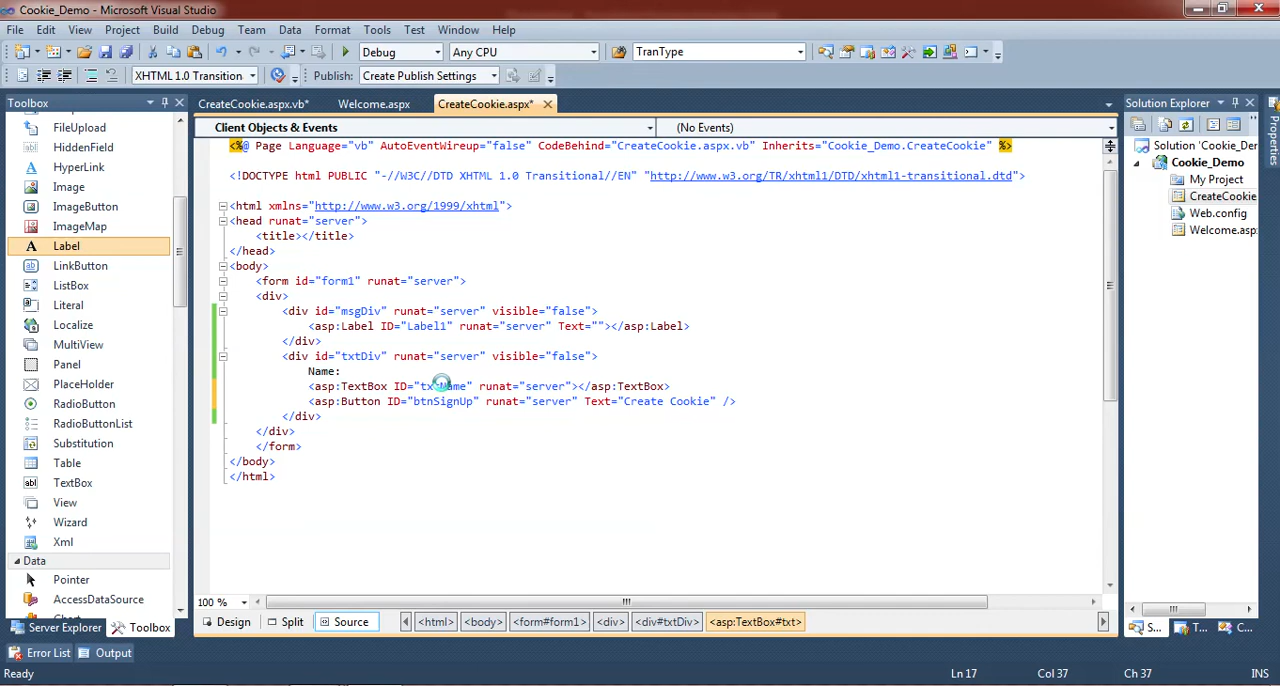 Cookie_Demo - Microsoft Visual Studio
File Edit View Project Build Debug Team Data Format Tools Test Window Help
Debug Any CPU TranType
XHTML 1.0 Transition Publish: Create Publish Settings
Toolbox
CreateCookie.aspx.vb* Welcome.aspx CreateCookie.aspx*
Solution Explorer
Properties
Client Objects & Events (No Events)
FileUpload
HiddenField
HyperLink
Image
ImageButton
ImageMap
Label
LinkButton
ListBox
Literal
Localize
MultiView
Panel
PlaceHolder
RadioButton
RadioButtonList
Substitution
Table
TextBox
View
Wizard
Xml
Data
Pointer
AccessDataSource
<%@ Page Language="vb" AutoEventWireup="false" CodeBehind="CreateCookie.aspx.vb" Inherits="Cookie_Demo.CreateCookie" %>
<!DOCTYPE html PUBLIC "-//W3C//DTD XHTML 1.0 Transitional//EN" "http://www.w3.org/TR/xhtml1/DTD/xhtml1-transitional.dtd">
<html xmlns="http://www.w3.org/1999/xhtml">
<head runat="server">
<title></title>
</head>
<body>
<form id="form1" runat="server">
<div>
<div id="msgDiv" runat="server" visible="false">
<asp:Label ID="Label1" runat="server" Text=""></asp:Label>
</div>
<div id="txtDiv" runat="server" visible="false">
Name:
<asp:TextBox ID="txtName" runat="server"></asp:TextBox>
<asp:Button ID="btnSignUp" runat="server" Text="Create Cookie" />
</div>
</div>
</form>
</body>
</html>
Solution 'Cookie_De
Cookie_Demo
My Project
CreateCookie
Web.config
Welcome.asp
100 %
Design Split Source <html> <body> <form#form1> <div> <div#txtDiv> <asp:TextBox#txt>
Server Explorer Toolbox
S... T... C...
Error List Output
Ready Ln 17 Col 37 Ch 37 INS